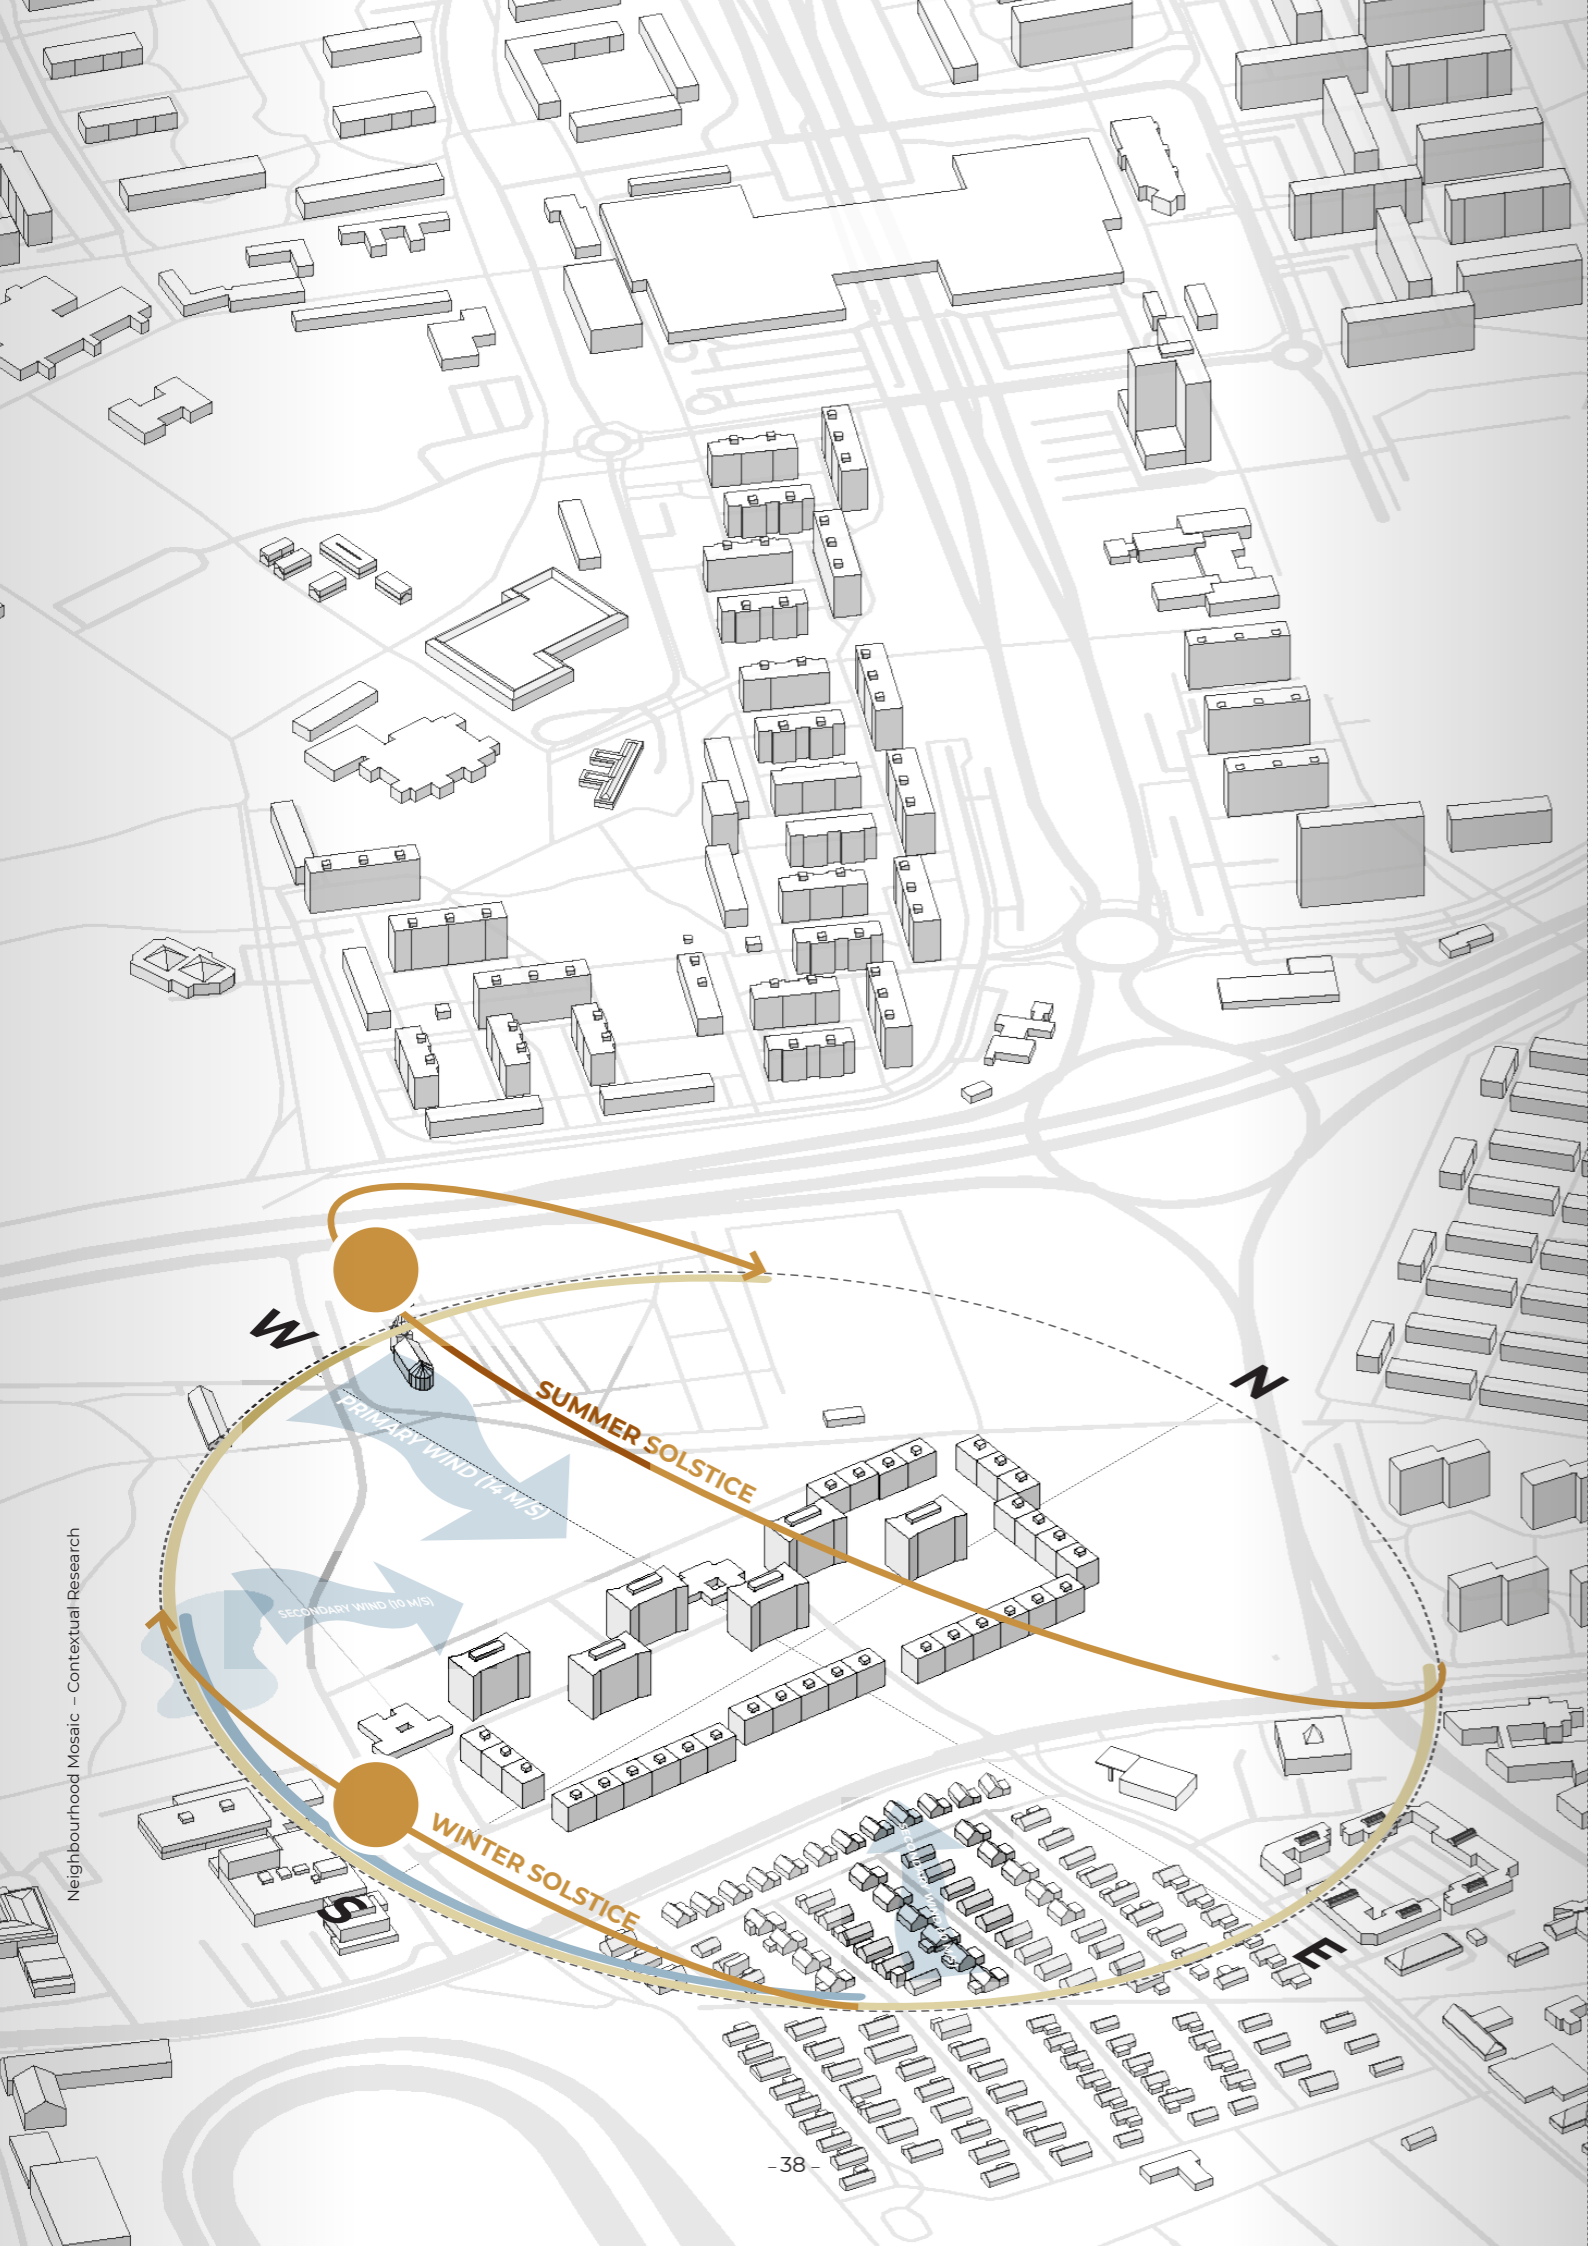 W
N
PRIMARY WIND (14 M/S)
SUMMER SOLSTICE
SECONDARY WIND (10 M/S)
Neighbourhood Mosaic – Contextual Research
WINTER SOLSTICE
S
E
–38–